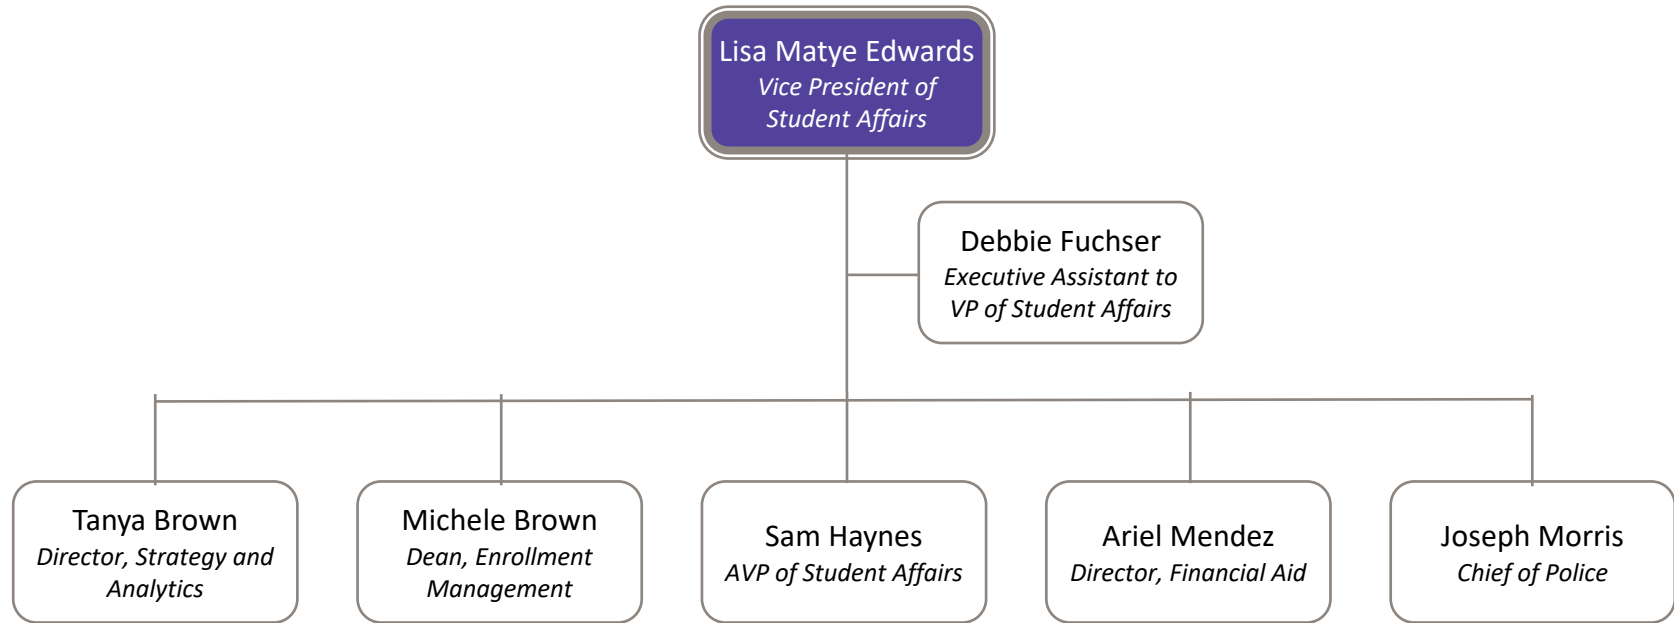 Lisa Matye Edwards
Vice President of
Student Affairs
Debbie Fuchser
Executive Assistant to
VP of Student Affairs
Tanya Brown
Director, Strategy and
Analytics
Michele Brown
Dean, Enrollment
Management
Sam Haynes
AVP of Student Affairs
Ariel Mendez
Director, Financial Aid
Joseph Morris
Chief of Police